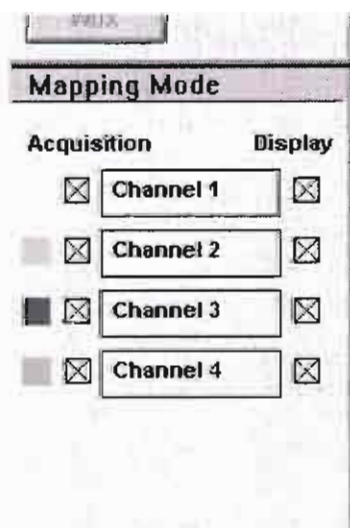 Mapping Mode
Acquisition Display
Channel 1
Channel 2
Channel 3
Channel 4